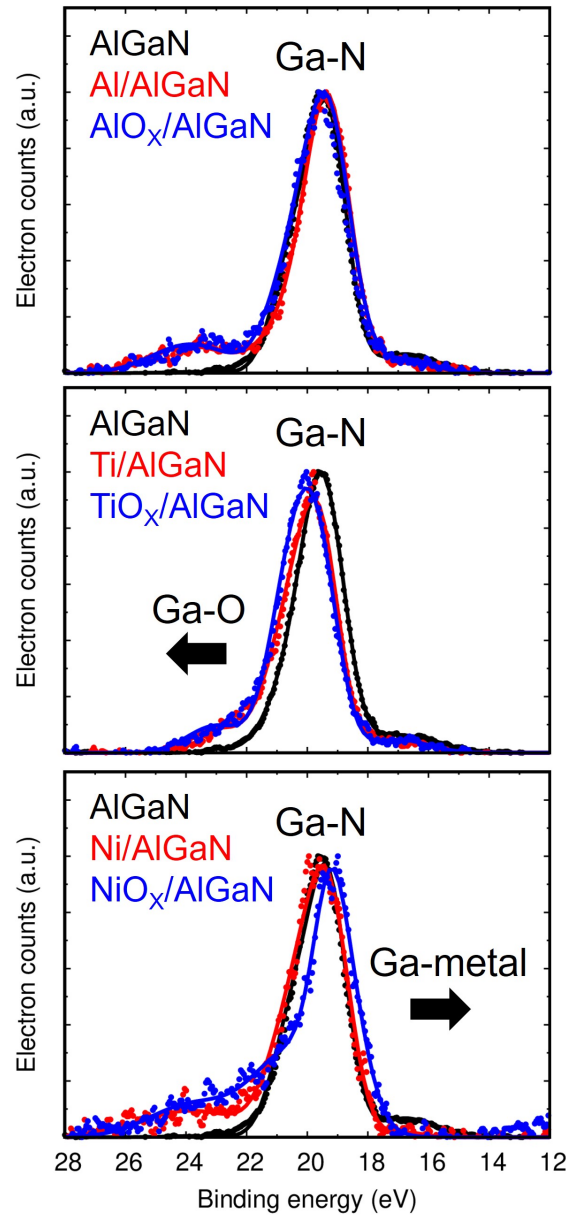 AlGaN
Al/AlGaN
AlOX/AlGaN
Ga-N
Electron counts (a.u.)
AlGaN
Ti/AlGaN
TiOX/AlGaN
Ga-N
Ga-O
Electron counts (a.u.)
AlGaN
Ni/AlGaN
NiOX/AlGaN
Ga-N
Ga-metal
Electron counts (a.u.)
28 26 24 22 20 18 16 14 12
Binding energy (eV)